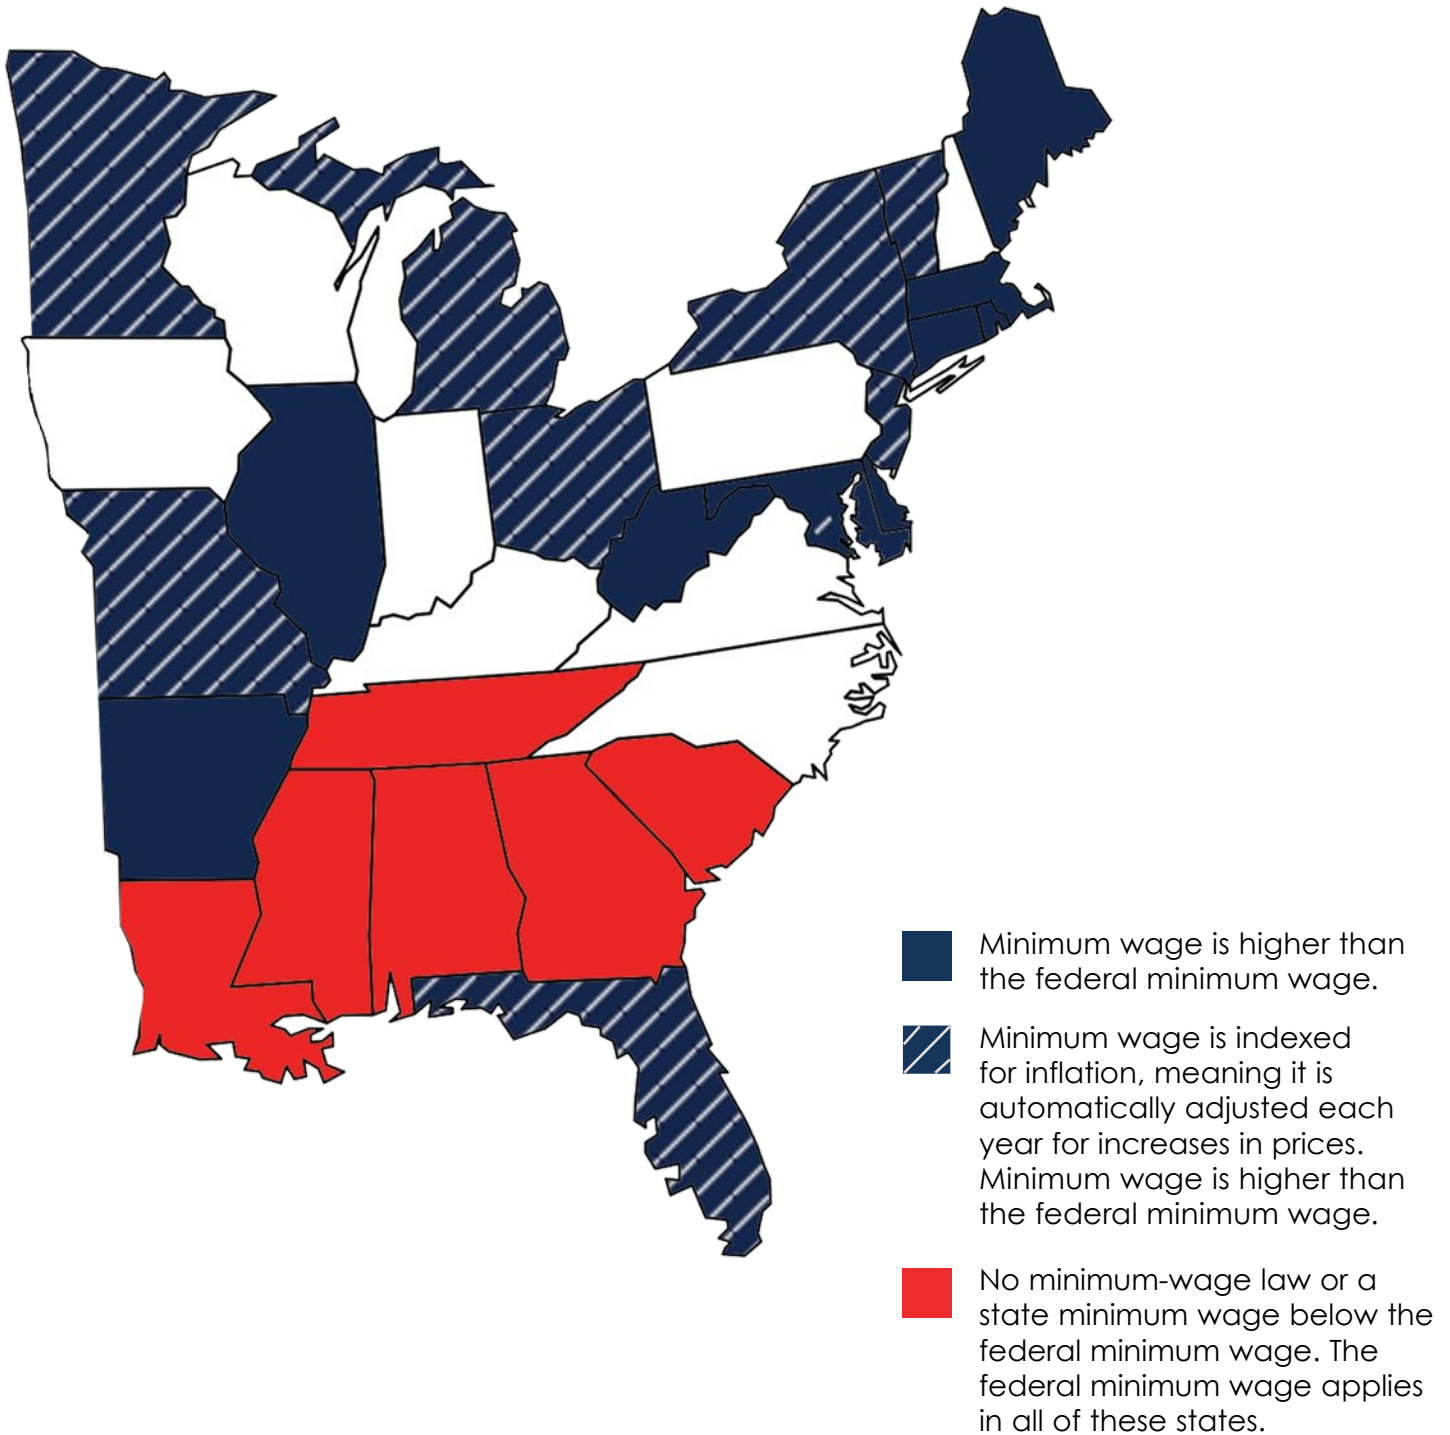 Minimum wage is higher than
the federal minimum wage.
Minimum wage is indexed
for inflation, meaning it is
automatically adjusted each
year for increases in prices.
Minimum wage is higher than
the federal minimum wage.
No minimum-wage law or a
state minimum wage below the
federal minimum wage. The
federal minimum wage applies
in all of these states.